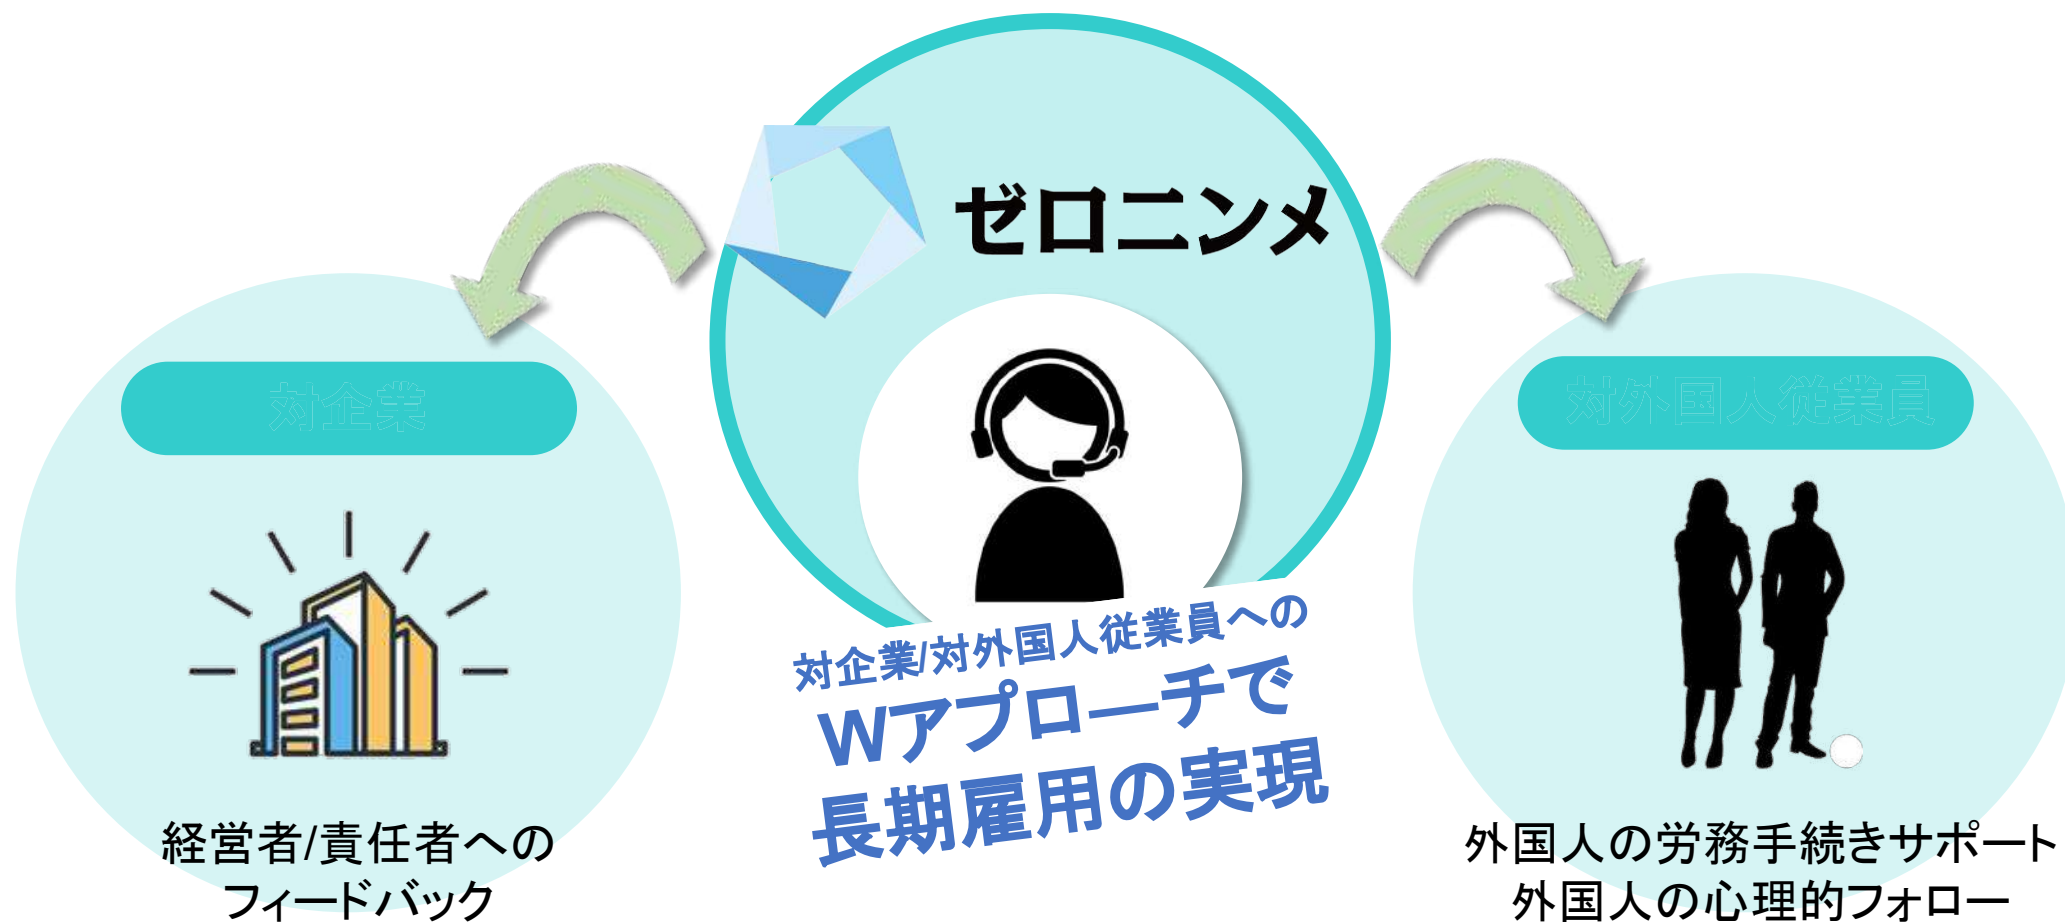 ゼロニンメ
対企業
対外国人従業員
対企業/対外国人従業員への
Wアプローチで
長期雇用の実現
経営者/責任者への
フィードバック
外国人の労務手続きサポート
外国人の心理的フォロー